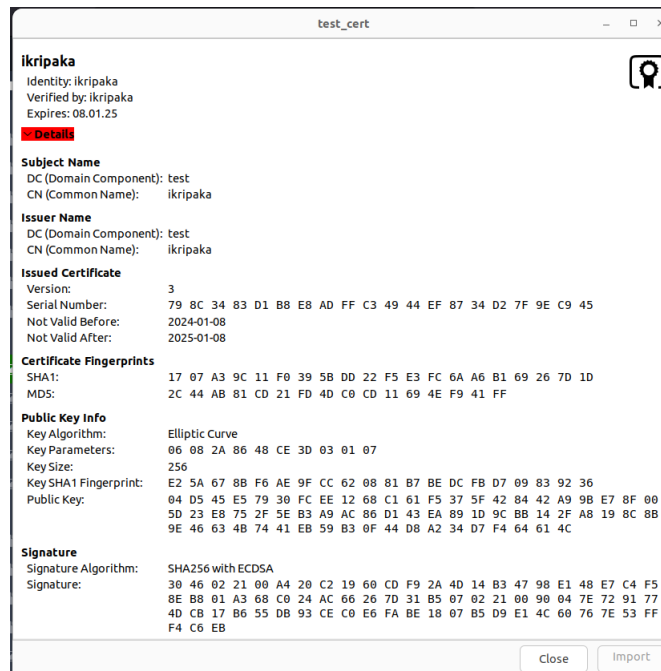 test_cert
ikripaka
Identity: ikripaka
Verified by: ikripaka
Expires: 08.01.25
Details
Subject Name
DC (Domain Component): test
CN (Common Name): ikripaka
Issuer Name
DC (Domain Component): test
CN (Common Name): ikripaka
Issued Certificate
Version: 3
Serial Number: 79 8C 34 83 D1 B8 E8 AD FF C3 49 44 EF 87 34 D2 7F 9E C9 45
Not Valid Before: 2024-01-08
Not Valid After: 2025-01-08
Certificate Fingerprints
SHA1: 17 07 A3 9C 11 F0 39 5B DD 22 F5 E3 FC 6A A6 B1 69 26 7D 1D
MD5: 2C 44 AB 81 CD 21 FD 4D C0 CD 11 69 4E F9 41 FF
Public Key Info
Key Algorithm: Elliptic Curve
Key Parameters: 06 08 2A 86 48 CE 3D 03 01 07
Key Size: 256
Key SHA1 Fingerprint: E2 5A 67 8B F6 AE 9F CC 62 08 81 B7 BE DC FB D7 09 83 92 36
Public Key: 04 D5 45 E5 79 30 FC EE 12 68 C1 61 F5 37 5F 42 84 42 A9 9B E7 8F 00
5D 23 E8 75 2F 5E B3 A9 AC 86 D1 43 EA 89 1D 9C BB 14 2F A8 19 8C 8B
9E 46 63 4B 74 41 EB 59 B3 0F 44 D8 A2 34 D7 F4 64 61 4C
Signature
Signature Algorithm: SHA256 with ECDSA
Signature: 30 46 02 21 00 A4 20 C2 19 60 CD F9 2A 4D 14 B3 47 98 E1 48 E7 C4 F5
8E B8 01 A3 68 C0 24 AC 66 26 7D 31 B5 07 02 21 00 90 04 7E 72 91 77
4D CB 17 B6 55 DB 93 CE C0 E6 FA BE 18 07 B5 D9 E1 4C 60 76 7E 53 FF
F4 C6 EB
Close Import